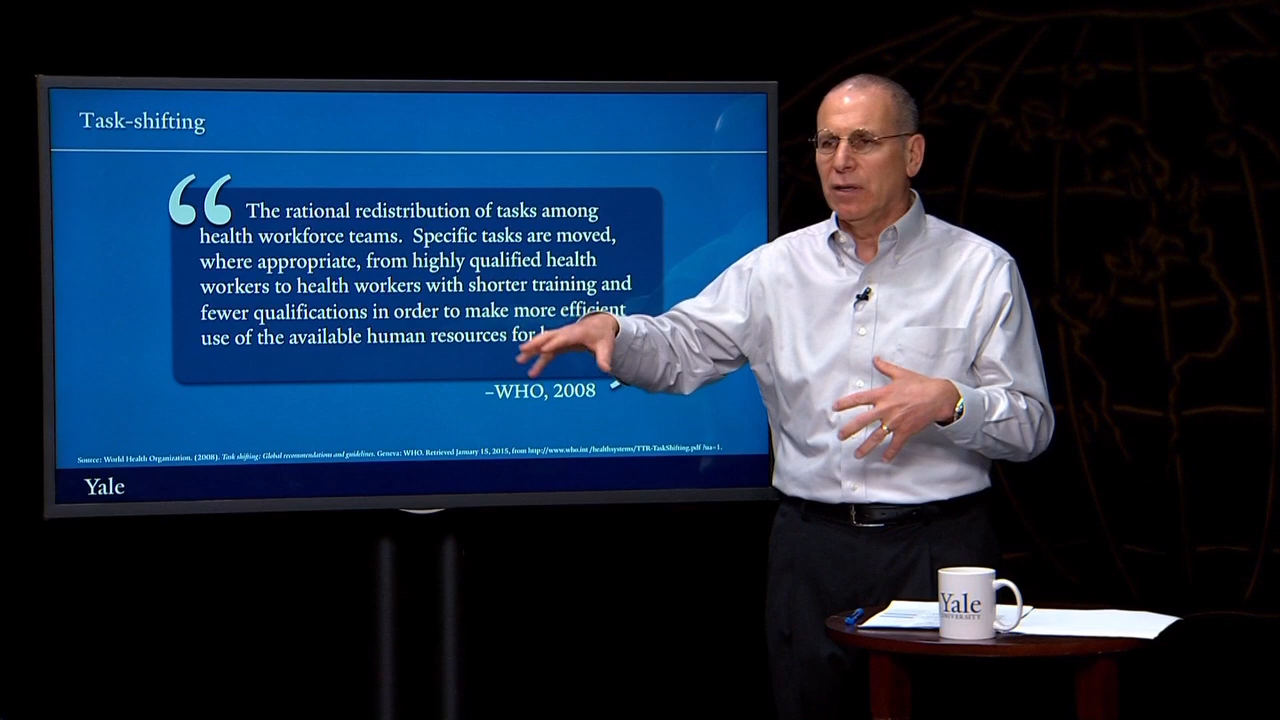 Task-shifting
“ The rational redistribution of tasks among
health workforce teams. Specific tasks are moved,
where appropriate, from highly qualified health
workers to health workers with shorter training and
fewer qualifications in order to make more efficient
use of the available human resources for
–WHO, 2008
Source: World Health Organization. (2008). Task shifting: Global recommendations and guidelines. Geneva: WHO. Retrieved January 15, 2015, from http://www.who.int/healthsystems/TTR-TaskShifting.pdf?ua=1.
Yale
Yale
UNIVERSITY